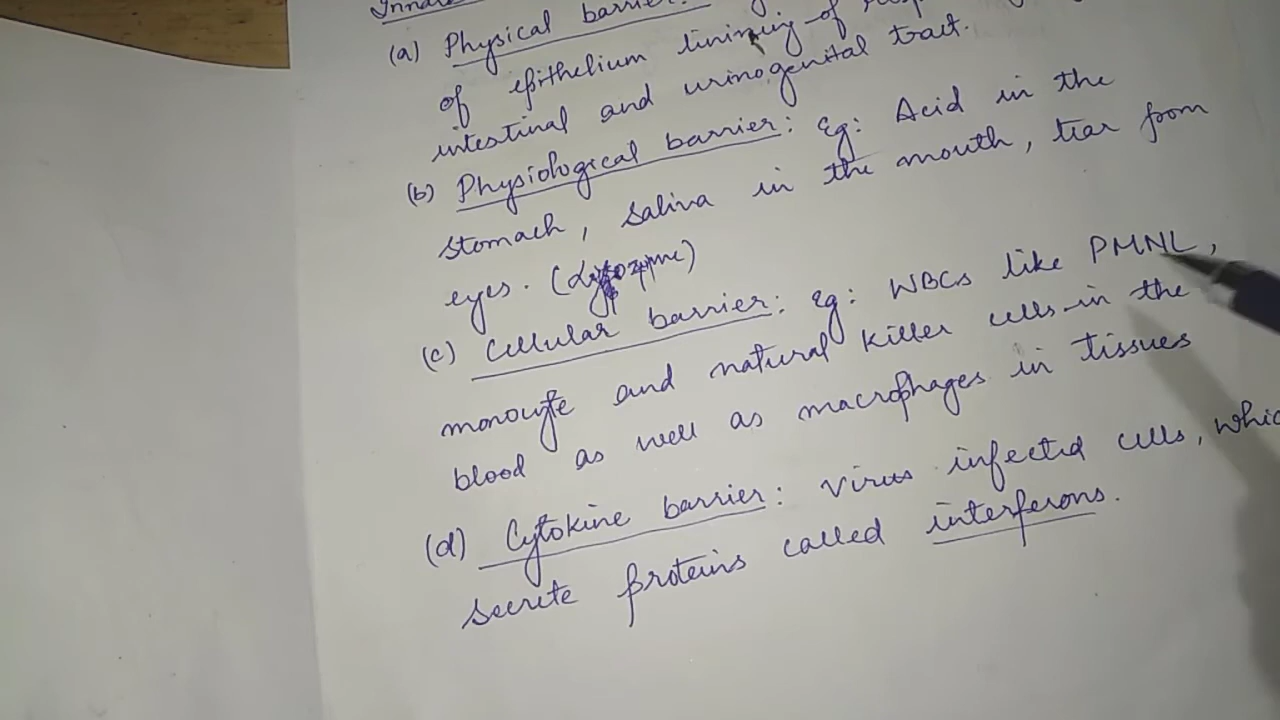 (a) Physical barrier:
of epithelium lining of
intestinal and urinogenital tract.
(b) Physiological barrier: Eg: Acid in the
stomach, saliva in the mouth, tear from
eyes. (Lysozyme)
(c) Cellular barrier: Eg: WBCs like PMNL,
monocyte and natural killer cells in the
blood as well as macrophages in tissues
(d) Cytokine barrier: Virus infected cells, whic
secrete proteins called interferons.